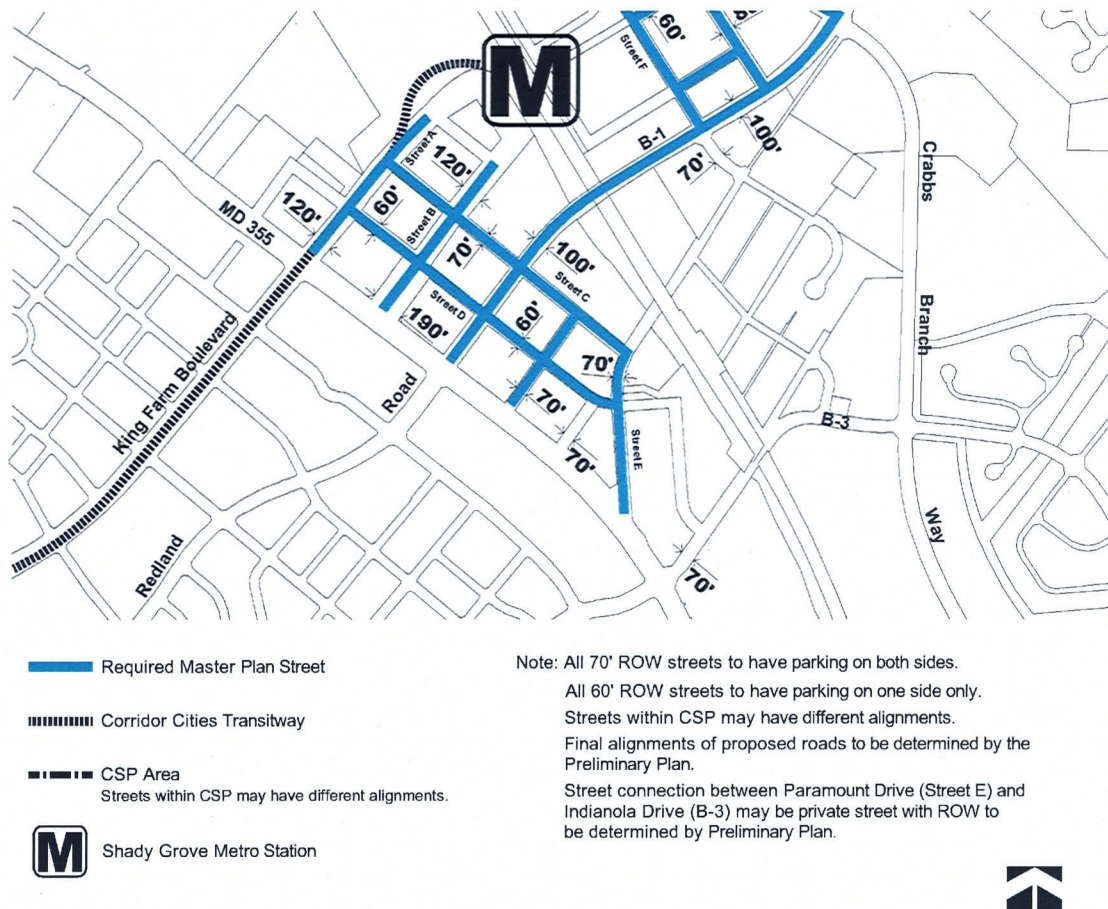 60'
Street F
M
B-1
100'
70'
Crabbs
Street A
120'
120'
60'
Street B
MD 355
70'
100'
Street C
Street D
190'
60'
70'
King Farm Boulevard
Branch
Road
70'
B-3
70'
Street E
Redland
Way
70'
Required Master Plan Street
Corridor Cities Transitway
CSP Area
Streets within CSP may have different alignments.
M
Shady Grove Metro Station
Note: All 70' ROW streets to have parking on both sides.
All 60' ROW streets to have parking on one side only.
Streets within CSP may have different alignments.
Final alignments of proposed roads to be determined by the
Preliminary Plan.
Street connection between Paramount Drive (Street E) and
Indianola Drive (B-3) may be private street with ROW to
be determined by Preliminary Plan.